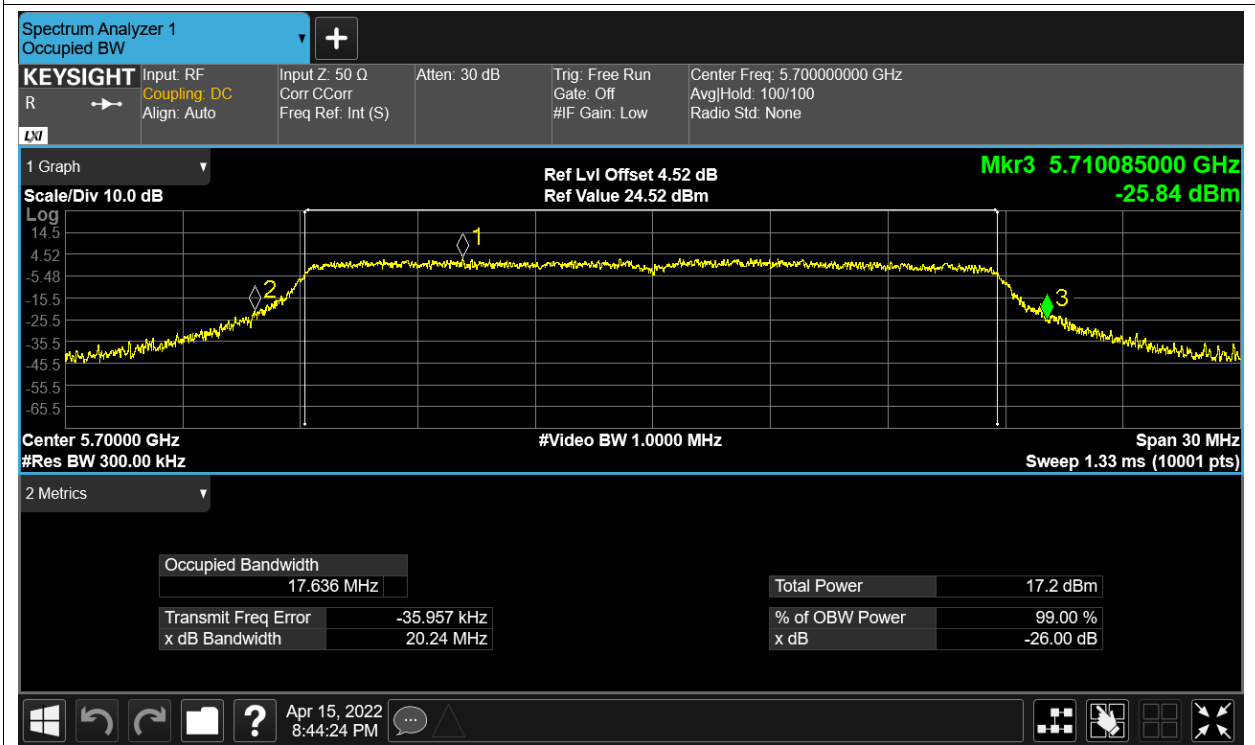 Spectrum Analyzer 1
Occupied BW
KEYSIGHT
R
LXI
Input: RF
Coupling: DC
Align: Auto
Input Z: 50 Ω
Corr CCorr
Freq Ref: Int (S)
Atten: 30 dB
Trig: Free Run
Gate: Off
#IF Gain: Low
Center Freq: 5.700000000 GHz
Avg|Hold: 100/100
Radio Std: None
1 Graph
Scale/Div 10.0 dB
Ref Lvl Offset 4.52 dB
Ref Value 24.52 dBm
Mkr3 5.710085000 GHz
-25.84 dBm
Log
14.5
4.52
-5.48
-15.5
-25.5
-35.5
-45.5
-55.5
-65.5
1
2
3
Center 5.70000 GHz
#Res BW 300.00 kHz
#Video BW 1.0000 MHz
Span 30 MHz
Sweep 1.33 ms (10001 pts)
2 Metrics
Occupied Bandwidth
17.636 MHz
Transmit Freq Error -35.957 kHz
x dB Bandwidth 20.24 MHz
Total Power 17.2 dBm
% of OBW Power 99.00 %
x dB -26.00 dB
?
Apr 15, 2022
8:44:24 PM